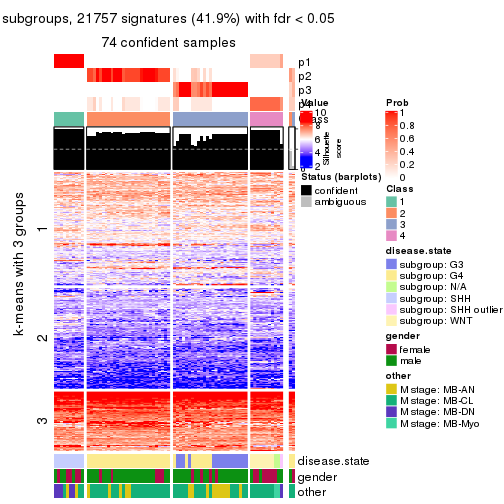 subgroups, 21757 signatures (41.9%) with fdr < 0.05
74 confident samples
p1
p2
p3
p4
Class
Silhouette
score
k-means with 3 groups
1
2
3
disease.state
gender
other
Value
10
8
6
4
2
Status (barplots)
confident
ambiguous
Prob
1
0.8
0.6
0.4
0.2
0
Class
1
2
3
4
disease.state
subgroup: G3
subgroup: G4
subgroup: N/A
subgroup: SHH
subgroup: SHH outlier
subgroup: WNT
gender
female
male
other
M stage: MB-AN
M stage: MB-CL
M stage: MB-DN
M stage: MB-Myo